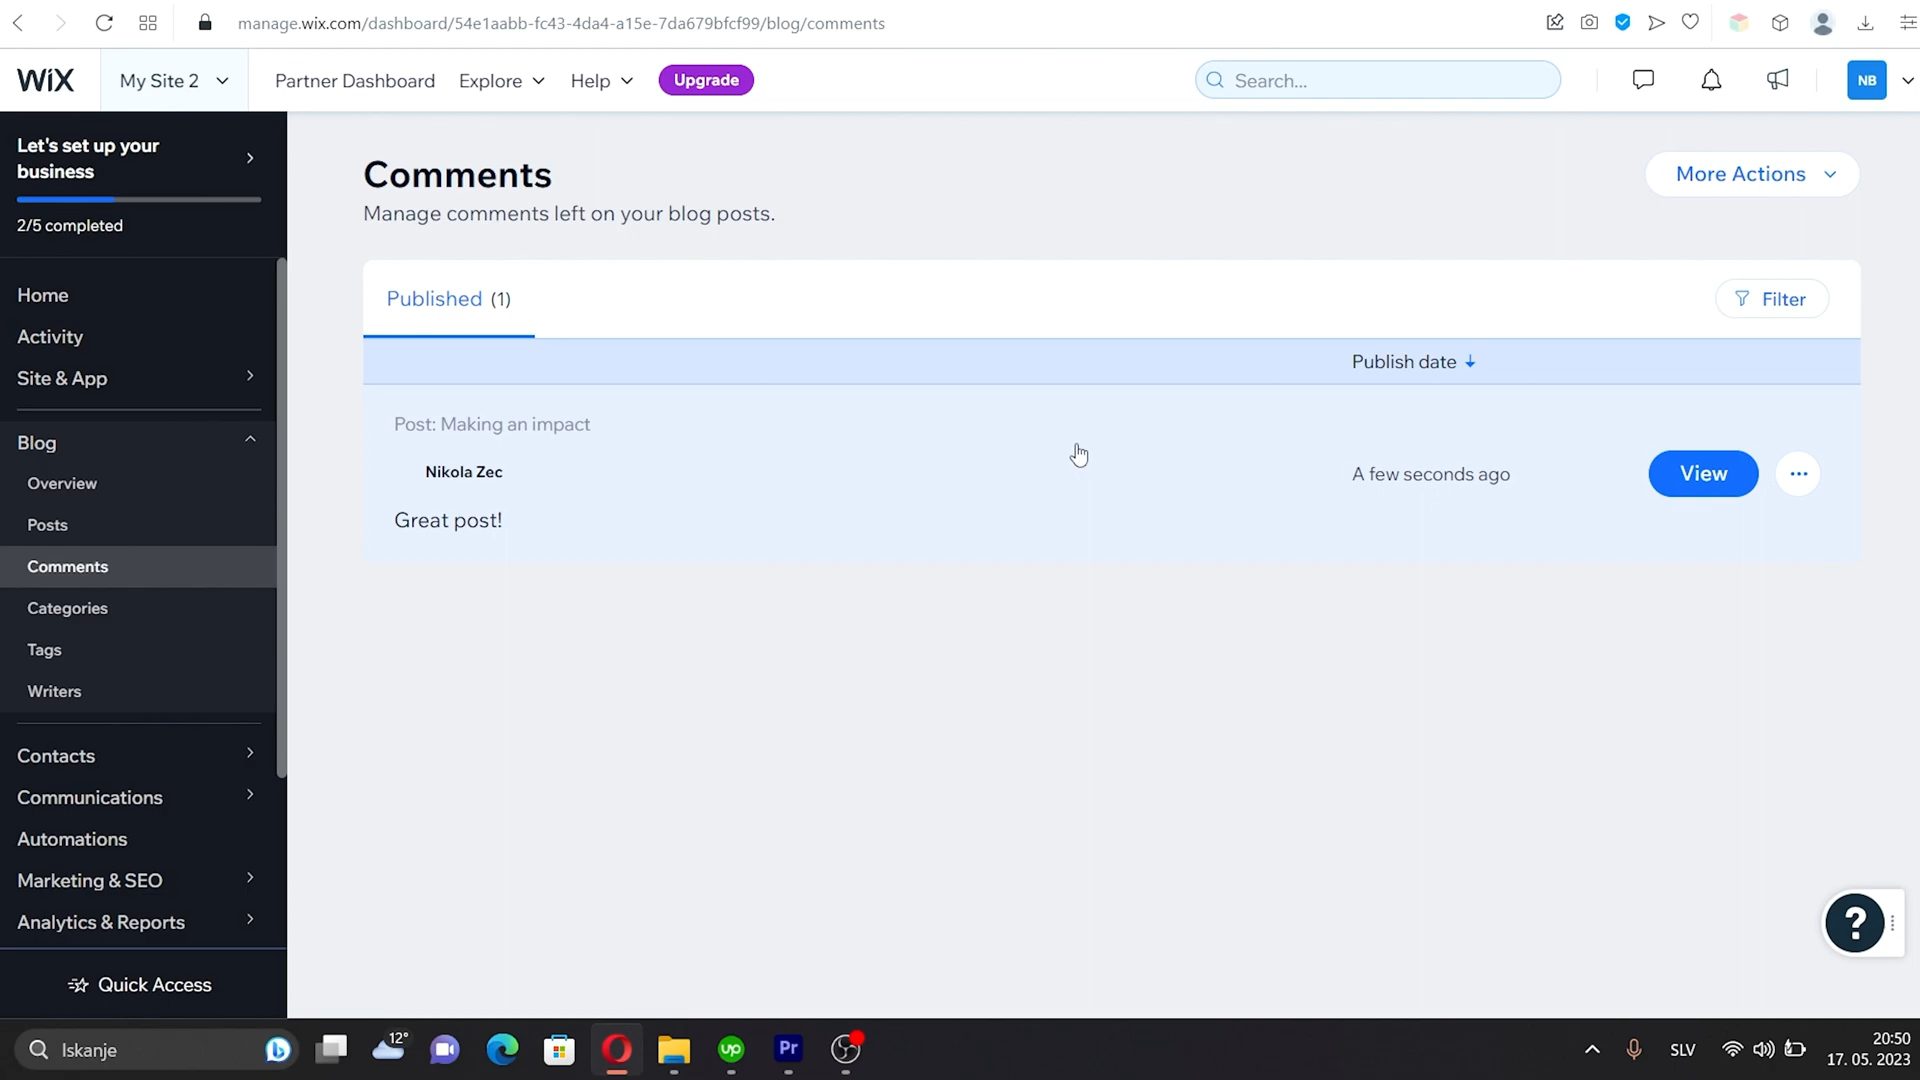 manage.wix.com/dashboard/54e1aabb-fc43-4da4-a15e-7da679bfcf99/blog/comments
WiX My Site 2 Partner Dashboard Explore Help Upgrade Search... NB
Let's set up your
business
2/5 completed
Home
Activity
Site & App
Blog
Overview
Posts
Comments
Categories
Tags
Writers
Contacts
Communications
Automations
Marketing & SEO
Analytics & Reports
Quick Access
Comments
More Actions
Manage comments left on your blog posts.
Published (1)
Filter
Publish date
Post: Making an impact
Nikola Zec
A few seconds ago
View
Great post!
?
Iskanje
12°
up
Pr
SLV
20:50
17. 05. 2023